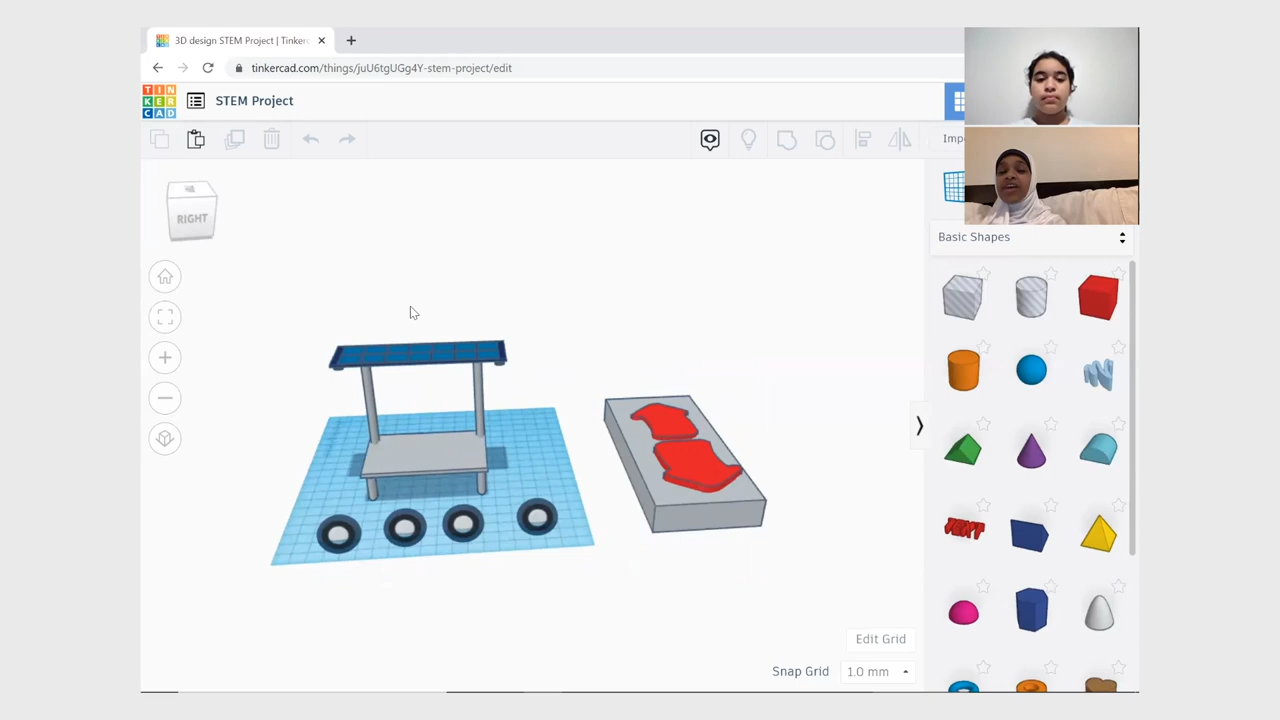 3D design STEM Project | Tinker
tinkercad.com/things/juU6tgUGg4Y-stem-project/edit
TIN
KER
CAD
STEM Project
Imp
RIGHT
Basic Shapes
TEXT
Edit Grid
Snap Grid 1.0 mm